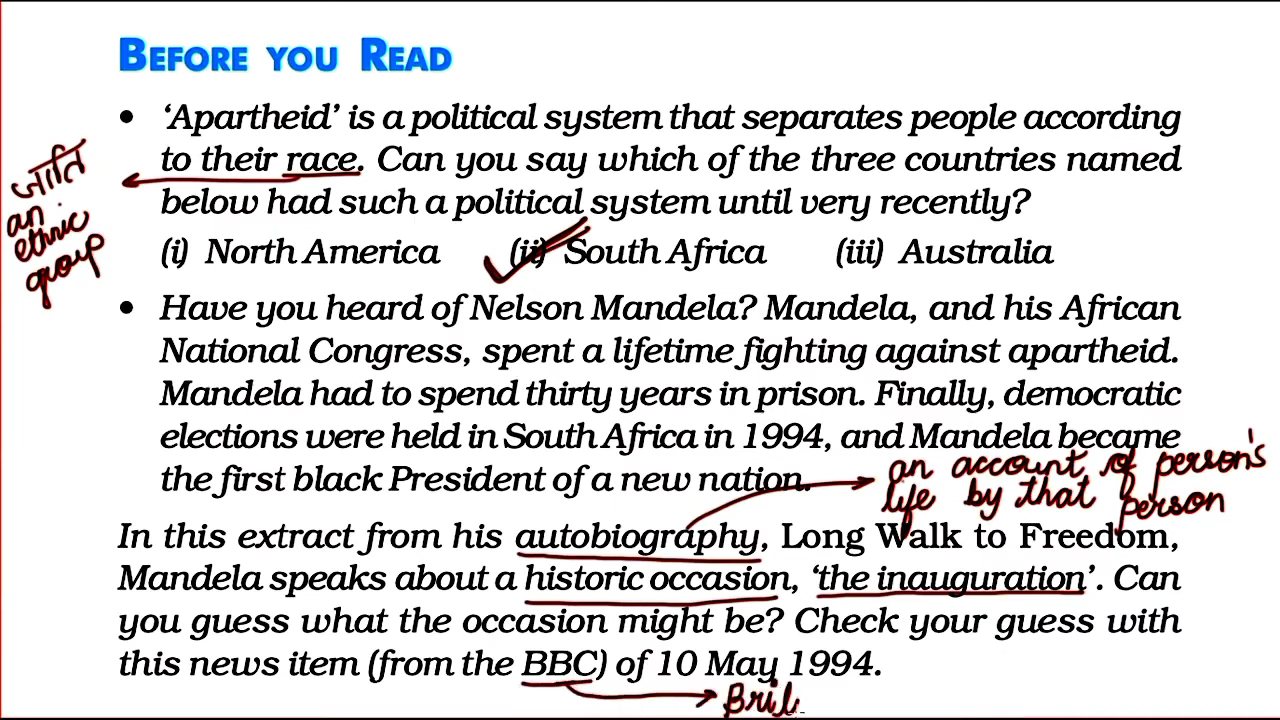 BEFORE YOU READ
• ‘Apartheid’ is a political system that separates people according
to their race. Can you say which of the three countries named
below had such a political system until very recently?
(i) North America (ii) South Africa (iii) Australia
जाति
an
ethnic
group
• Have you heard of Nelson Mandela? Mandela, and his African
National Congress, spent a lifetime fighting against apartheid.
Mandela had to spend thirty years in prison. Finally, democratic
elections were held in South Africa in 1994, and Mandela became
the first black President of a new nation.
an account of person's
life by that person
In this extract from his autobiography, Long Walk to Freedom,
Mandela speaks about a historic occasion, ‘the inauguration’. Can
you guess what the occasion might be? Check your guess with
this news item (from the BBC) of 10 May 1994.